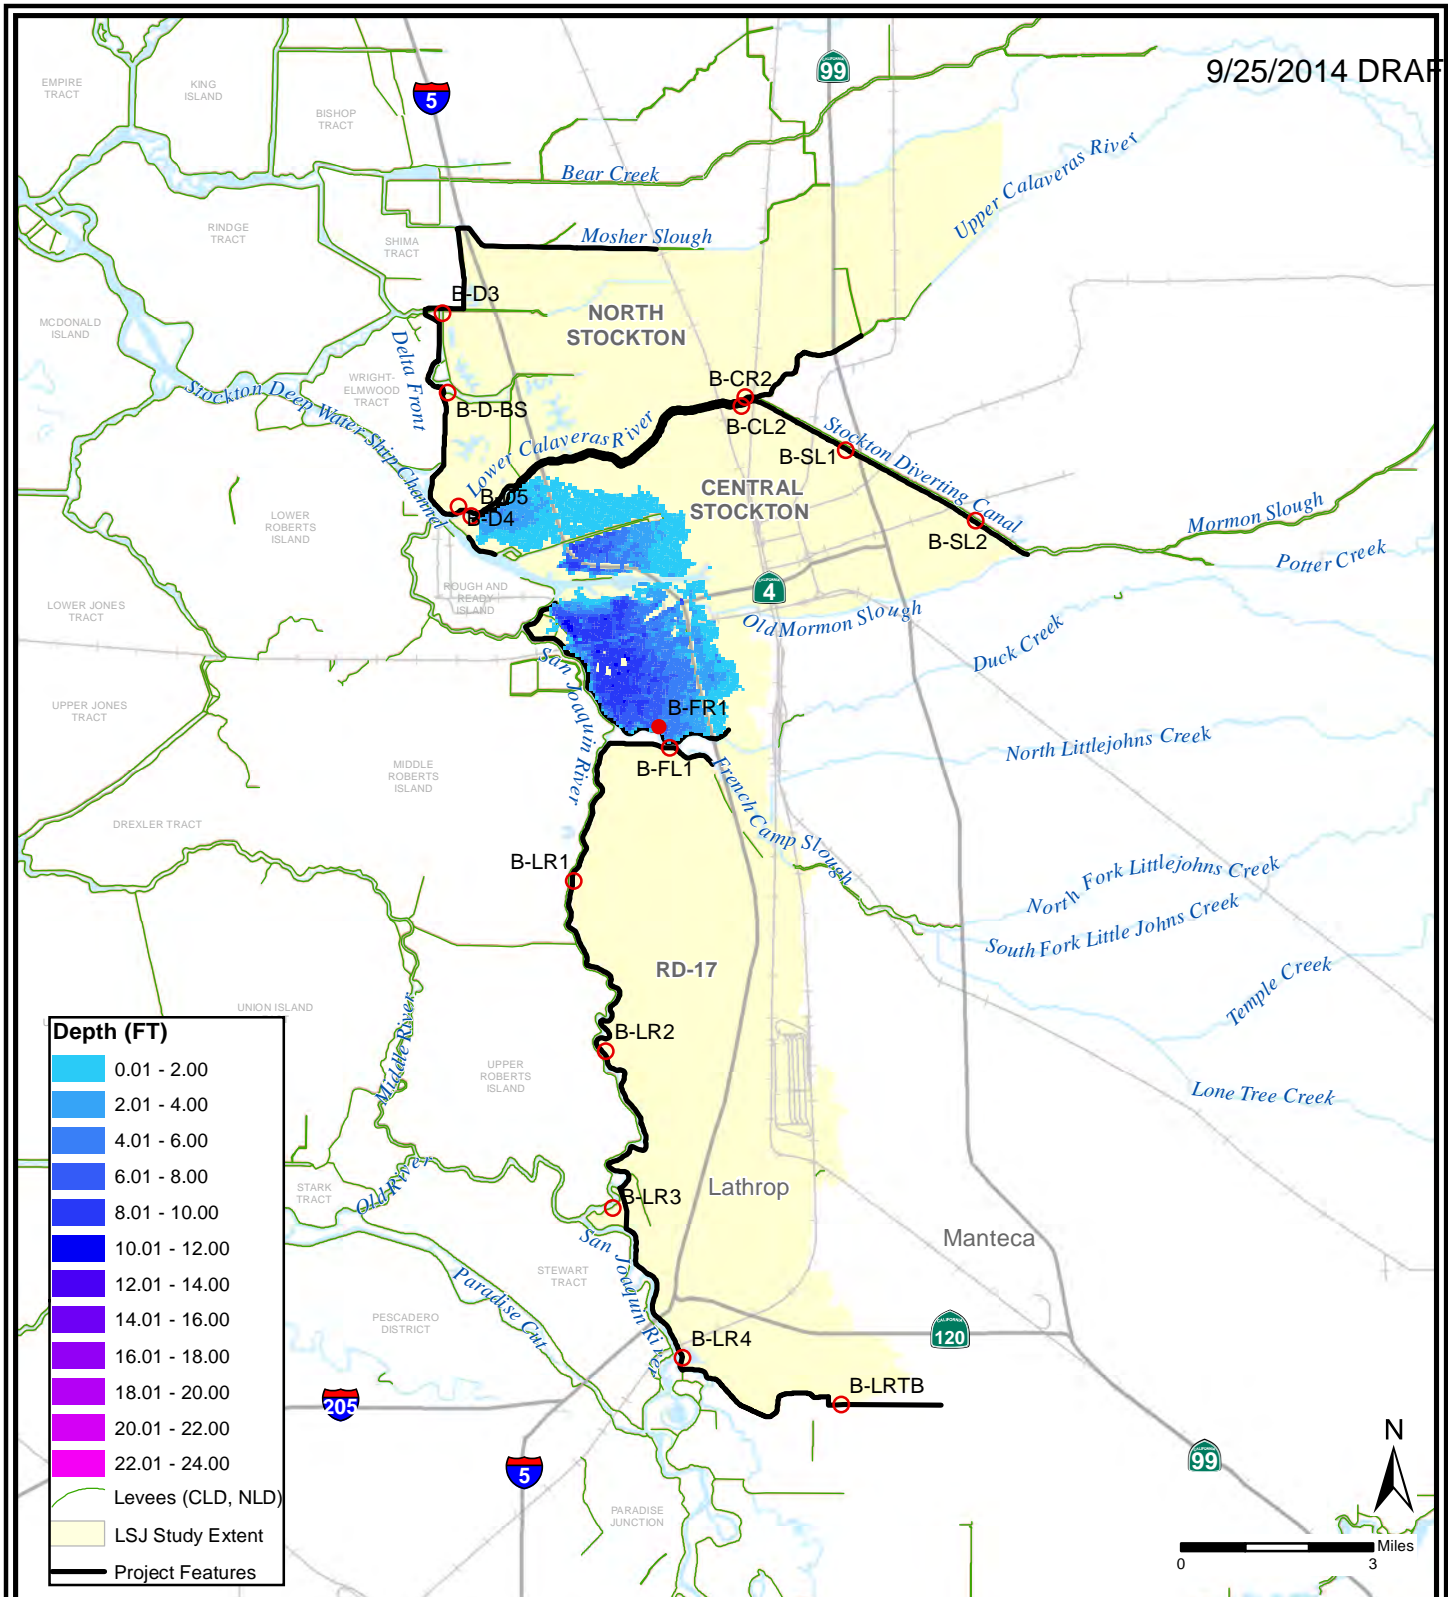 9/25/2014 DRAF
EMPIRE
TRACT
KING
ISLAND
BISHOP
TRACT
5
CALIFORNIA
99
Bear Creek
Upper Calaveras River
RINDGE
TRACT
SHIMA
TRACT
Mosher Slough
B-D3
NORTH
STOCKTON
MCDONALD
ISLAND
Delta Front
WRIGHT-
ELMWOOD
TRACT
B-D-BS
B-CR2
B-CL2
Stockton Deep Water Ship Channel
Lower Calaveras River
B-SL1
Stockton Diverting Canal
CENTRAL
STOCKTON
B-D5
B-D4
B-SL2
Mormon Slough
Potter Creek
LOWER
ROBERTS
ISLAND
ROUGH AND
READY
ISLAND
CALIFORNIA
4
Old Mormon Slough
LOWER JONES
TRACT
Duck Creek
San Joaquin River
UPPER JONES
TRACT
B-FR1
B-FL1
North Littlejohns Creek
MIDDLE
ROBERTS
ISLAND
French Camp Slough
DREXLER TRACT
B-LR1
North Fork Littlejohns Creek
South Fork Little Johns Creek
RD-17
Temple Creek
UNION ISLAND
Middle River
B-LR2
UPPER
ROBERTS
ISLAND
Lone Tree Creek
STARK
TRACT
Old River
B-LR3
Lathrop
Manteca
San Joaquin River
STEWART
TRACT
Paradise Cut
PESCADERO
DISTRICT
B-LR4
CALIFORNIA
120
B-LRTB
205
5
CALIFORNIA
99
PARADISE
JUNCTION
N
Miles
0
3
Depth (FT)
0.01 - 2.00
2.01 - 4.00
4.01 - 6.00
6.01 - 8.00
8.01 - 10.00
10.01 - 12.00
12.01 - 14.00
14.01 - 16.00
16.01 - 18.00
18.01 - 20.00
20.01 - 22.00
22.01 - 24.00
Levees (CLD, NLD)
LSJ Study Extent
Project Features